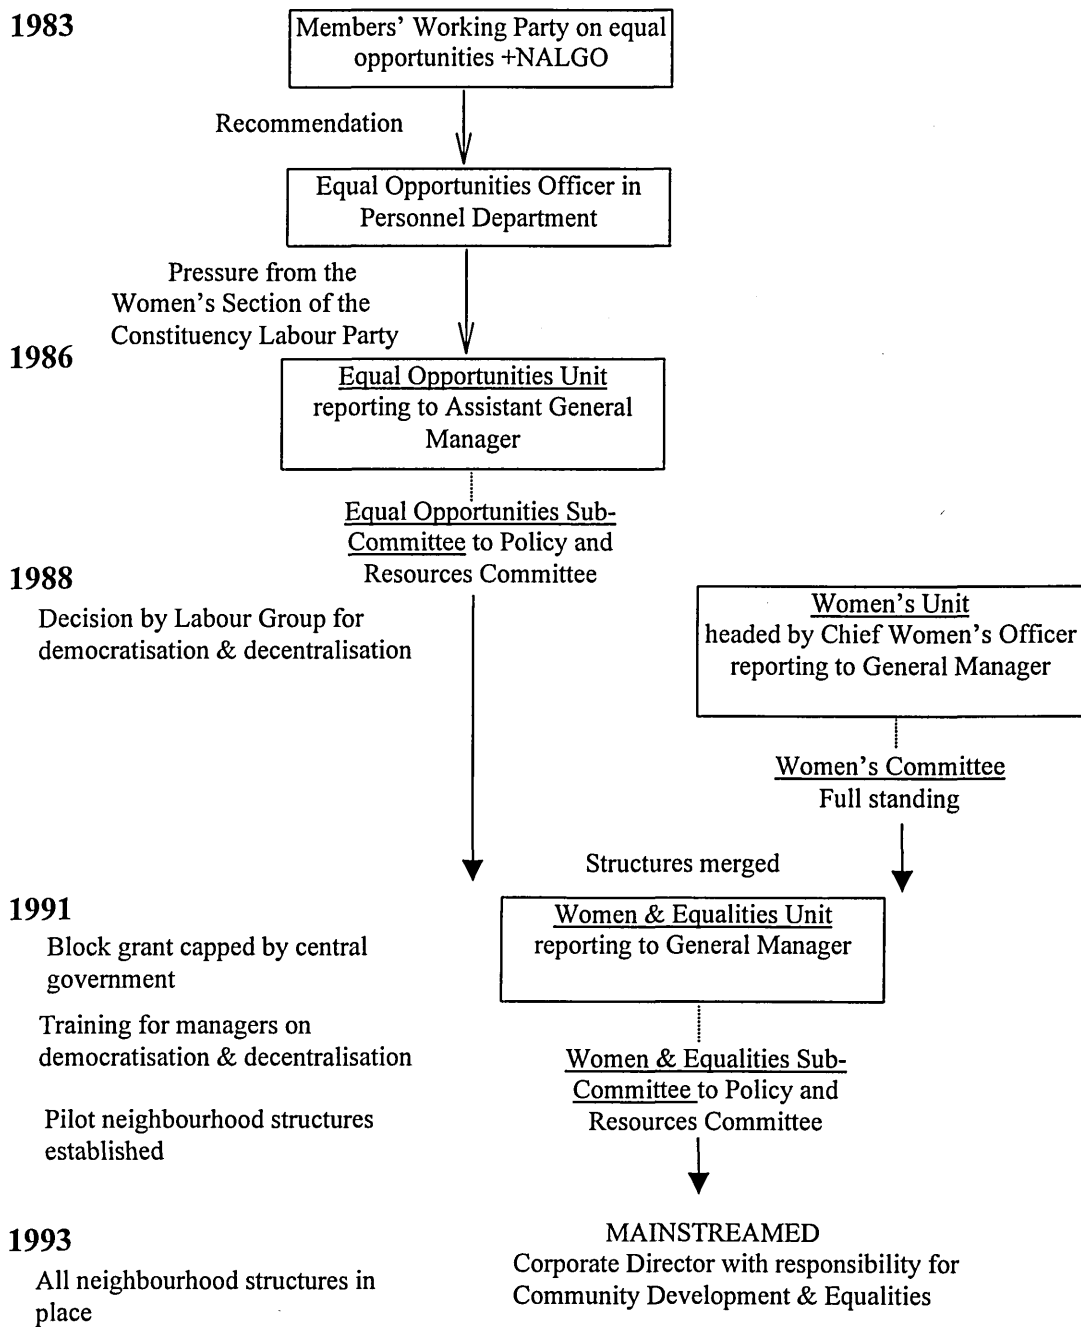 1983
Members’ Working Party on equal
opportunities +NALGO
Recommendation
Equal Opportunities Officer in
Personnel Department
Pressure from the
Women’s Section of the
Constituency Labour Party
1986
Equal Opportunities Unit
reporting to Assistant General
Manager
Equal Opportunities Sub-
Committee to Policy and
Resources Committee
1988
Decision by Labour Group for
democratisation & decentralisation
Women’s Unit
headed by Chief Women’s Officer
reporting to General Manager
Women’s Committee
Full standing
Structures merged
1991
Block grant capped by central
government
Training for managers on
democratisation & decentralisation
Pilot neighbourhood structures
established
Women & Equalities Unit
reporting to General Manager
Women & Equalities Sub-
Committee to Policy and
Resources Committee
1993
All neighbourhood structures in
place
MAINSTREAMED
Corporate Director with responsibility for
Community Development & Equalities